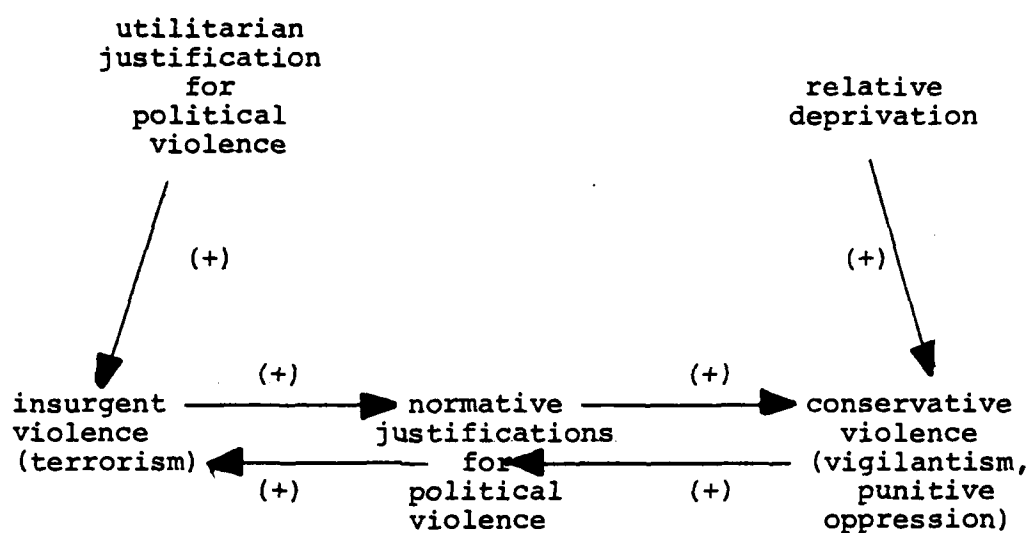 utilitarian
justification
for
political
violence
relative
deprivation
(+)
(+)
(+)
(+)
insurgent
violence
(terrorism)
normative
justifications
for
political
violence
conservative
violence
(vigilantism,
punitive
oppression)
(+)
(+)